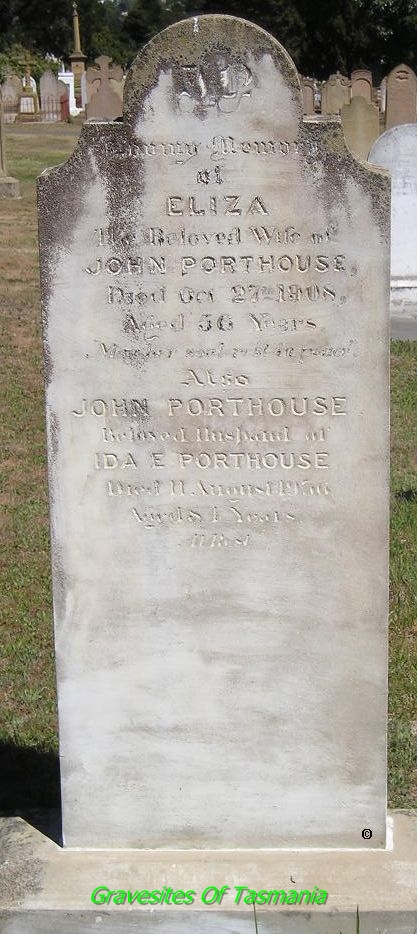 In Loving Memory
of
ELIZA
The Beloved Wife of
JOHN PORTHOUSE,
Died Oct 27th 1908,
Aged 56 Years
May her soul rest in peace.
Also
JOHN PORTHOUSE
Beloved Husband of
IDA E PORTHOUSE
Died 11 August 1936
Aged 84 Years
At Rest
©
Gravesites Of Tasmania